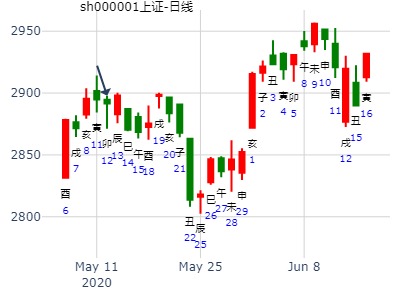 sh000001上证-日线
2950
2900
2850
2800
酉
6
戌
7
亥
8
寅
11
卯
12
辰
13
巳
14
午
15
酉
18
戌
19
亥
20
子
21
丑
22
辰
25
巳
26
午
27
未
28
申
29
亥
1
子
2
丑
3
寅
4
卯
5
午
8
未
9
申
10
酉
11
戌
12
丑
15
寅
16
May 11
2020
May 25
Jun 8